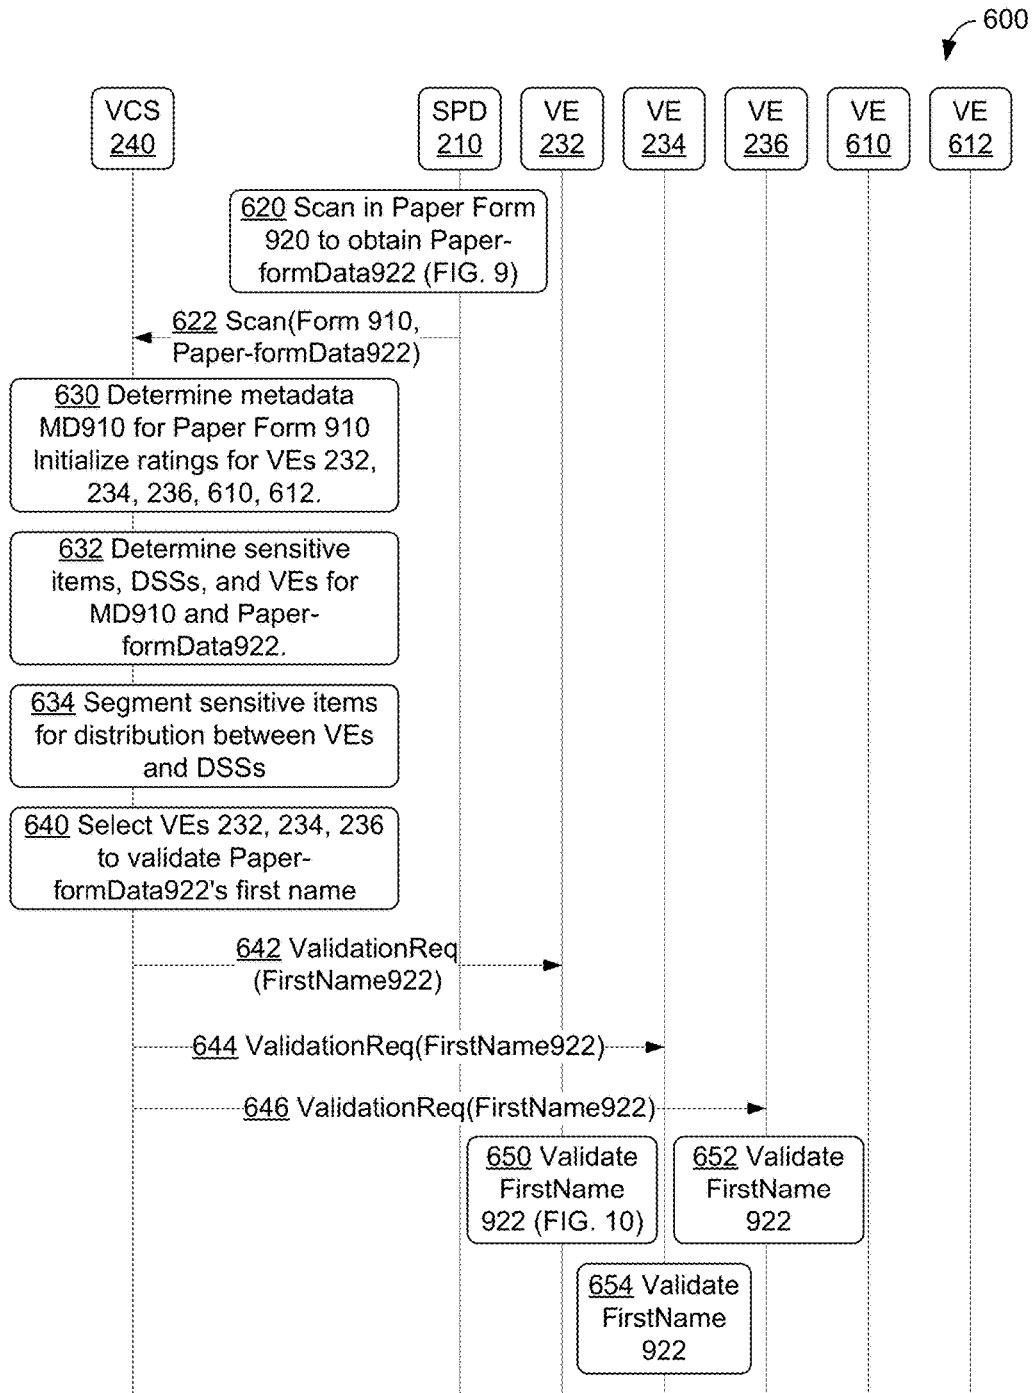 600
VCS
240
SPD
210
VE
232
VE
234
VE
236
VE
610
VE
612
620 Scan in Paper Form
920 to obtain Paper-
formData922 (FIG. 9)
622 Scan(Form 910,
Paper-formData922)
630 Determine metadata
MD910 for Paper Form 910
Initialize ratings for VEs 232,
234, 236, 610, 612.
632 Determine sensitive
items, DSSs, and VEs for
MD910 and Paper-
formData922.
634 Segment sensitive items
for distribution between VEs
and DSSs
640 Select VEs 232, 234, 236
to validate Paper-
formData922's first name
642 ValidationReq
(FirstName922)
644 ValidationReq(FirstName922)
646 ValidationReq(FirstName922)
650 Validate
FirstName
922 (FIG. 10)
652 Validate
FirstName
922
654 Validate
FirstName
922